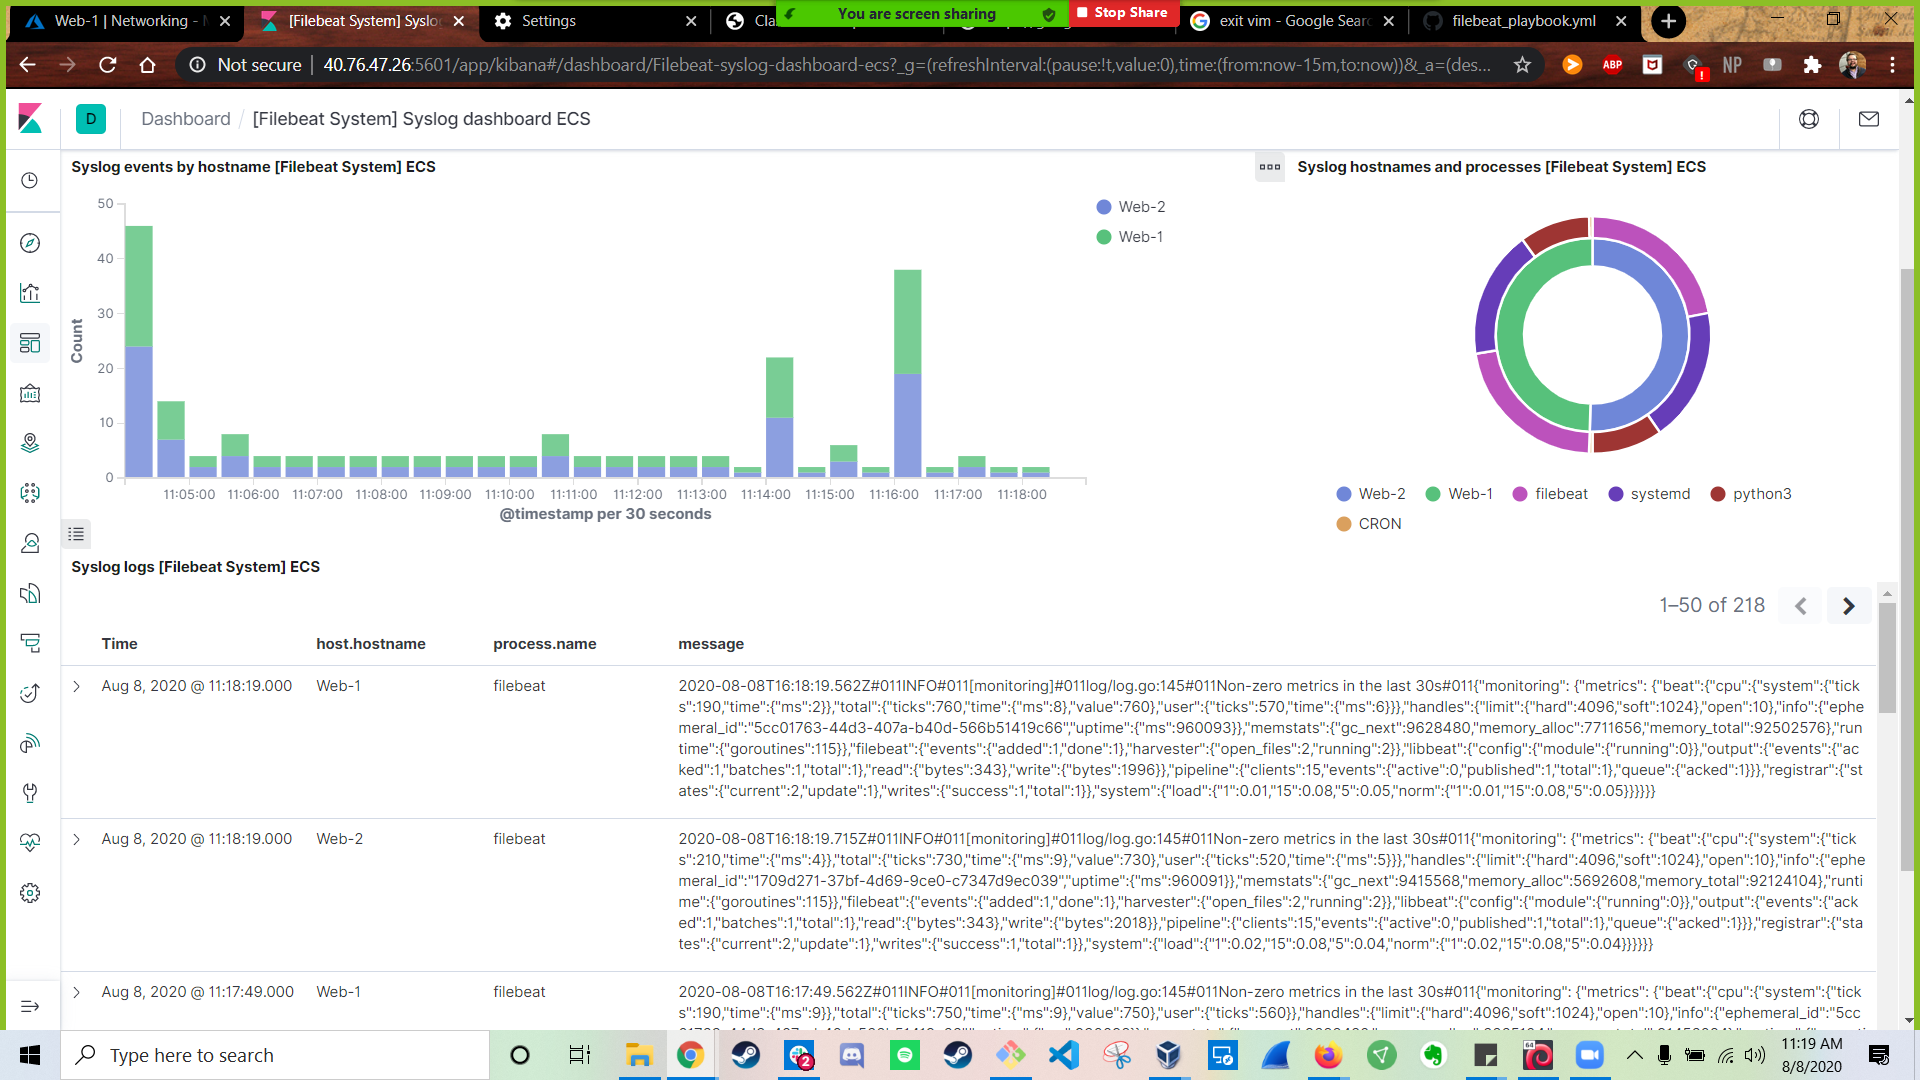 Web-1 | Networking -
[Filebeat System] Syslo
Settings
Cla
You are screen sharing
Stop Share
exit vim - Google Searc
filebeat_playbook.yml
Not secure
40.76.47.26:5601/app/kibana#/dashboard/Filebeat-syslog-dashboard-ecs?_g=(refreshInterval:(pause:!t,value:0),time:(from:now-15m,to:now))&_a=(des...
ABP
NP
D
Dashboard / [Filebeat System] Syslog dashboard ECS
Syslog events by hostname [Filebeat System] ECS
Syslog hostnames and processes [Filebeat System] ECS
50
40
30
20
10
0
Count
Web-2
Web-1
11:05:00 11:06:00 11:07:00 11:08:00 11:09:00 11:10:00 11:11:00 11:12:00 11:13:00 11:14:00 11:15:00 11:16:00 11:17:00 11:18:00
@timestamp per 30 seconds
Web-2 Web-1 filebeat systemd python3
CRON
Syslog logs [Filebeat System] ECS
1–50 of 218
Time host.hostname process.name message
Aug 8, 2020 @ 11:18:19.000 Web-1 filebeat 2020-08-08T16:18:19.562Z#011INFO#011[monitoring]#011log/log.go:145#011Non-zero metrics in the last 30s#011{"monitoring": {"metrics": {"beat":{"cpu":{"system":{"tick
s":190,"time":{"ms":2}},"total":{"ticks":760,"time":{"ms":8},"value":760},"user":{"ticks":570,"time":{"ms":6}}},"handles":{"limit":{"hard":4096,"soft":1024},"open":10},"info":{"ephe
meral_id":"5cc01763-44d3-407a-b40d-566b51419c66","uptime":{"ms":960093}},"memstats":{"gc_next":9628480,"memory_alloc":7711656,"memory_total":92502576},"run
time":{"goroutines":115}},"filebeat":{"events":{"added":1,"done":1},"harvester":{"open_files":2,"running":2}},"libbeat":{"config":{"module":{"running":0}},"output":{"events":{"ac
ked":1,"batches":1,"total":1},"read":{"bytes":343},"write":{"bytes":1996}},"pipeline":{"clients":15,"events":{"active":0,"published":1,"total":1},"queue":{"acked":1}}},"registrar":{"st
ates":{"current":2,"update":1},"writes":{"success":1,"total":1}},"system":{"load":{"1":0.01,"15":0.08,"5":0.05,"norm":{"1":0.01,"15":0.08,"5":0.05}}}}}}
Aug 8, 2020 @ 11:18:19.000 Web-2 filebeat 2020-08-08T16:18:19.715Z#011INFO#011[monitoring]#011log/log.go:145#011Non-zero metrics in the last 30s#011{"monitoring": {"metrics": {"beat":{"cpu":{"system":{"tick
s":210,"time":{"ms":4}},"total":{"ticks":730,"time":{"ms":9},"value":730},"user":{"ticks":520,"time":{"ms":5}}},"handles":{"limit":{"hard":4096,"soft":1024},"open":10},"info":{"ephe
meral_id":"1709d271-37bf-4d69-9ce0-c7347d9ec039","uptime":{"ms":960091}},"memstats":{"gc_next":9415568,"memory_alloc":5692608,"memory_total":92124104},"runti
me":{"goroutines":115}},"filebeat":{"events":{"added":1,"done":1},"harvester":{"open_files":2,"running":2}},"libbeat":{"config":{"module":{"running":0}},"output":{"events":{"ack
ed":1,"batches":1,"total":1},"read":{"bytes":343},"write":{"bytes":2018}},"pipeline":{"clients":15,"events":{"active":0,"published":1,"total":1},"queue":{"acked":1}}},"registrar":{"sta
tes":{"current":2,"update":1},"writes":{"success":1,"total":1}},"system":{"load":{"1":0.02,"15":0.08,"5":0.04,"norm":{"1":0.02,"15":0.08,"5":0.04}}}}}}
Aug 8, 2020 @ 11:17:49.000 Web-1 filebeat 2020-08-08T16:17:49.562Z#011INFO#011[monitoring]#011log/log.go:145#011Non-zero metrics in the last 30s#011{"monitoring": {"metrics": {"beat":{"cpu":{"system":{"tick
s":190,"time":{"ms":9}},"total":{"ticks":750,"time":{"ms":9},"value":750},"user":{"ticks":560}},"handles":{"limit":{"hard":4096,"soft":1024},"open":10},"info":{"ephemeral_id":"5cc
Type here to search
2
64
11:19 AM
8/8/2020